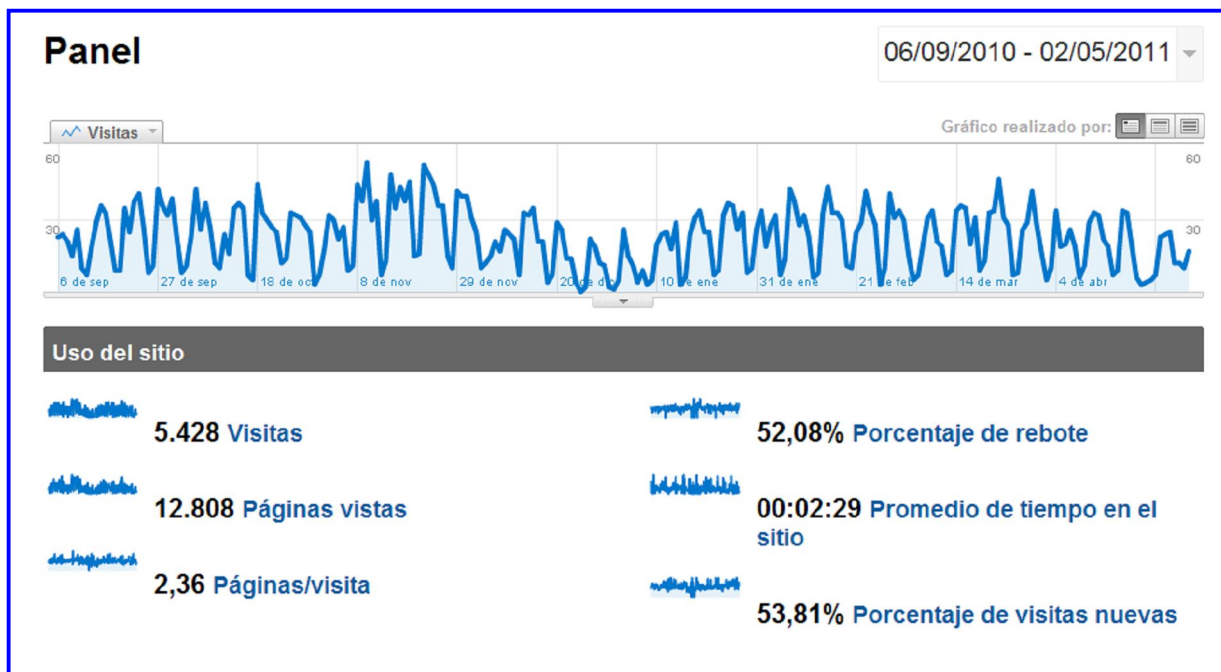 Panel
06/09/2010 - 02/05/2011
Visitas
Gráfico realizado por:
60
60
30
30
6 de sep
27 de sep
18 de oct
8 de nov
29 de nov
20 de dic
10 de ene
31 de ene
21 de feb
14 de mar
4 de abr
Uso del sitio
5.428 Visitas
52,08% Porcentaje de rebote
12.808 Páginas vistas
00:02:29 Promedio de tiempo en el
sitio
2,36 Páginas/visita
53,81% Porcentaje de visitas nuevas